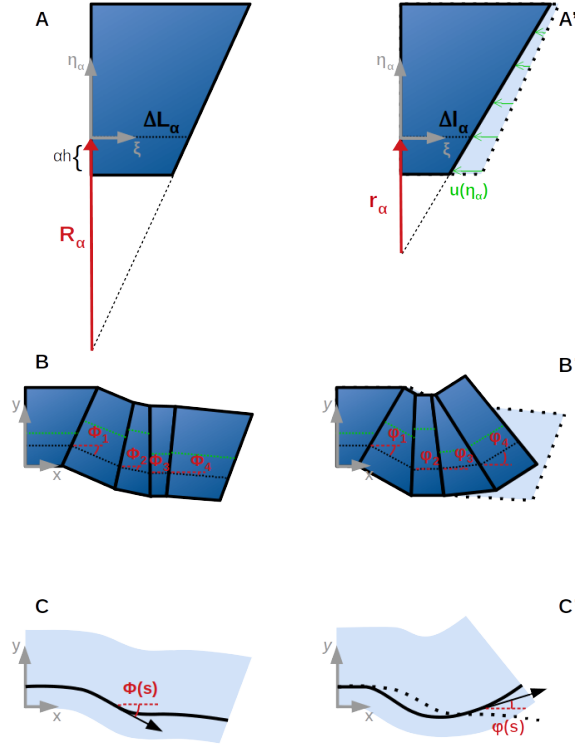 A
A'
ηα
ηα
ΔLα
Δlα
ξ
ξ
αh{
u(ηα)
Rα
rα
B
B'
y
y
Φ1
Φ2
Φ3
Φ4
φ1
φ2
φ3
φ4
x
x
C
C'
y
y
Φ(s)
φ(s)
x
x